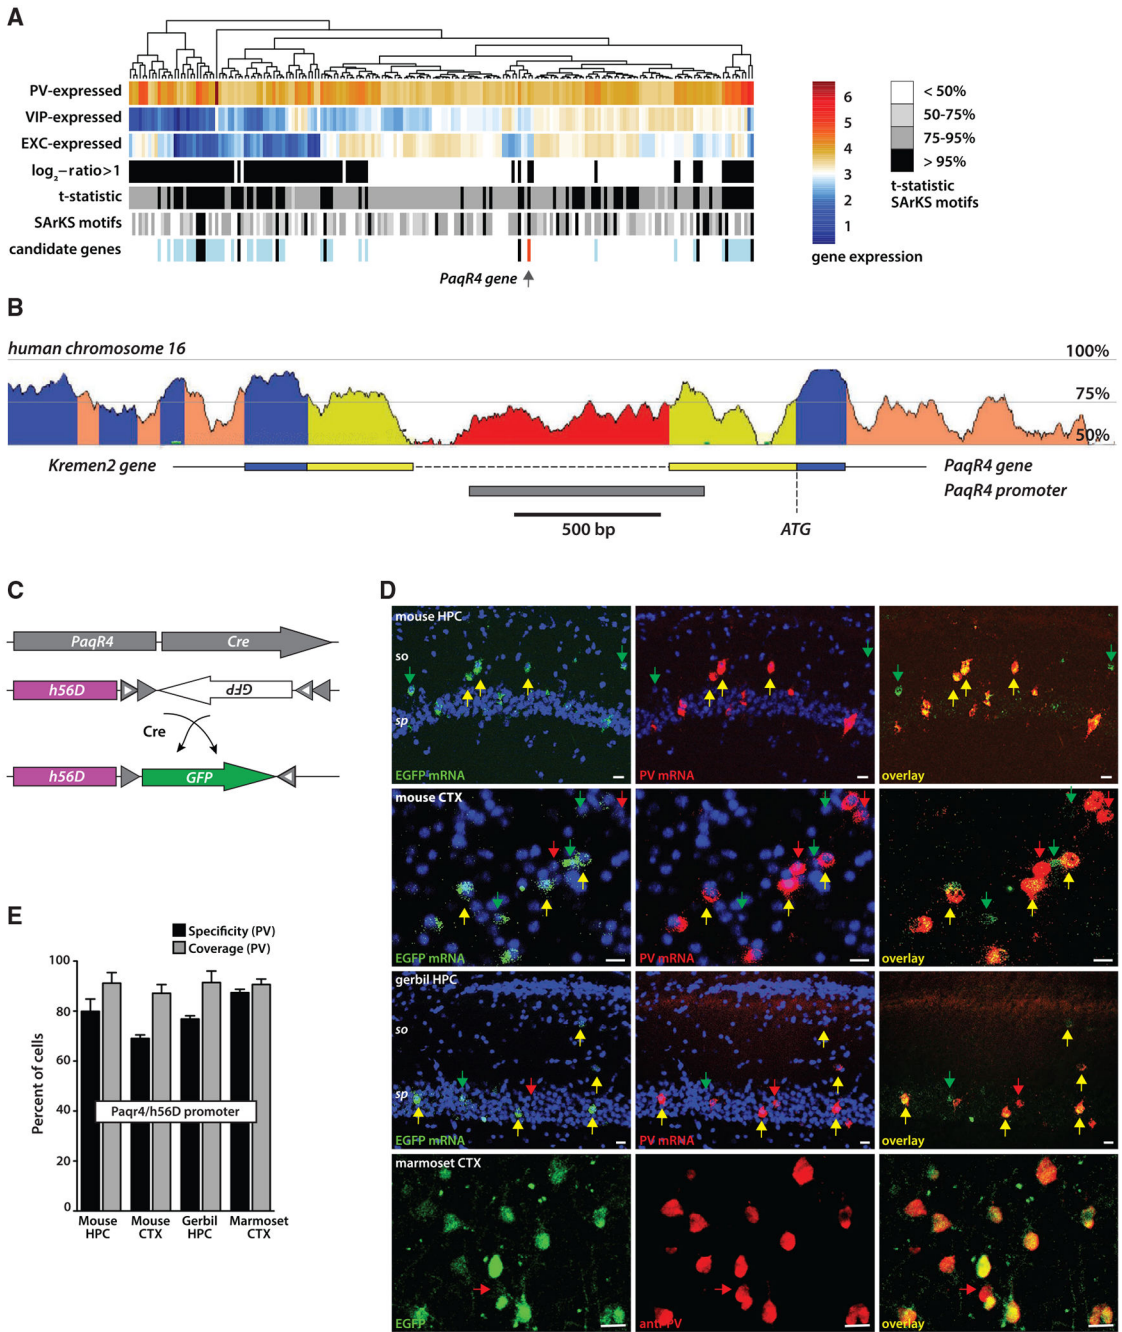 A
PV-expressed
VIP-expressed
EXC-expressed
log2−ratio>1
t-statistic
SArKS motifs
candidate genes
PaqR4 gene
6
5
4
3
2
1
gene expression
< 50%
50-75%
75-95%
> 95%
t-statistic
SArKS motifs
B
human chromosome 16
100%
75%
50%
Kremen2 gene
PaqR4 gene
PaqR4 promoter
500 bp
ATG
C
PaqR4
Cre
h56D
GFP
Cre
h56D
GFP
D
mouse HPC
so
sp
EGFP mRNA
PV mRNA
overlay
mouse CTX
EGFP mRNA
PV mRNA
overlay
gerbil HPC
so
sp
EGFP mRNA
PV mRNA
overlay
marmoset CTX
EGFP
anti PV
overlay
E
Specificity (PV)
Coverage (PV)
Percent of cells
100
80
60
40
20
0
Paqr4/h56D promoter
Mouse HPC
Mouse CTX
Gerbil HPC
Marmoset CTX